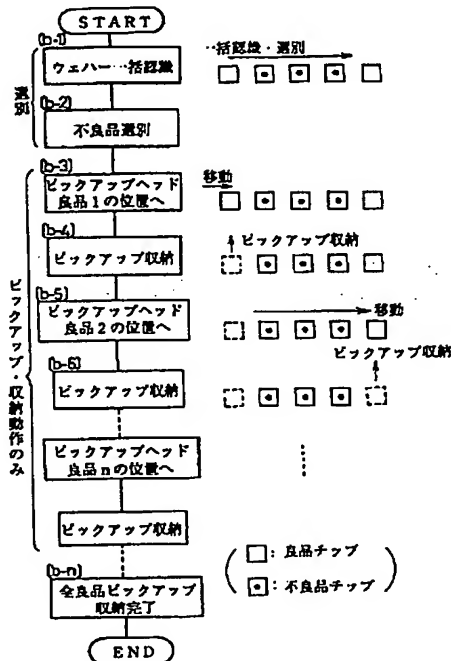 START
(b-1)
ウェハー…括認識
…括認識・選別
(b-2)
不良品選別
選別
(b-3)
ピックアップヘッド
良品1の位置へ
移動
(b-4)
ピックアップ収納
ピックアップ収納
(b-5)
ピックアップヘッド
良品2の位置へ
移動
(b-6)
ピックアップ収納
ピックアップ収納
ピックアップ・収納動作のみ
ピックアップヘッド
良品nの位置へ
ピックアップ収納
(b-n)
全良品ピックアップ
収納完了
END
:良品チップ
:不良品チップ